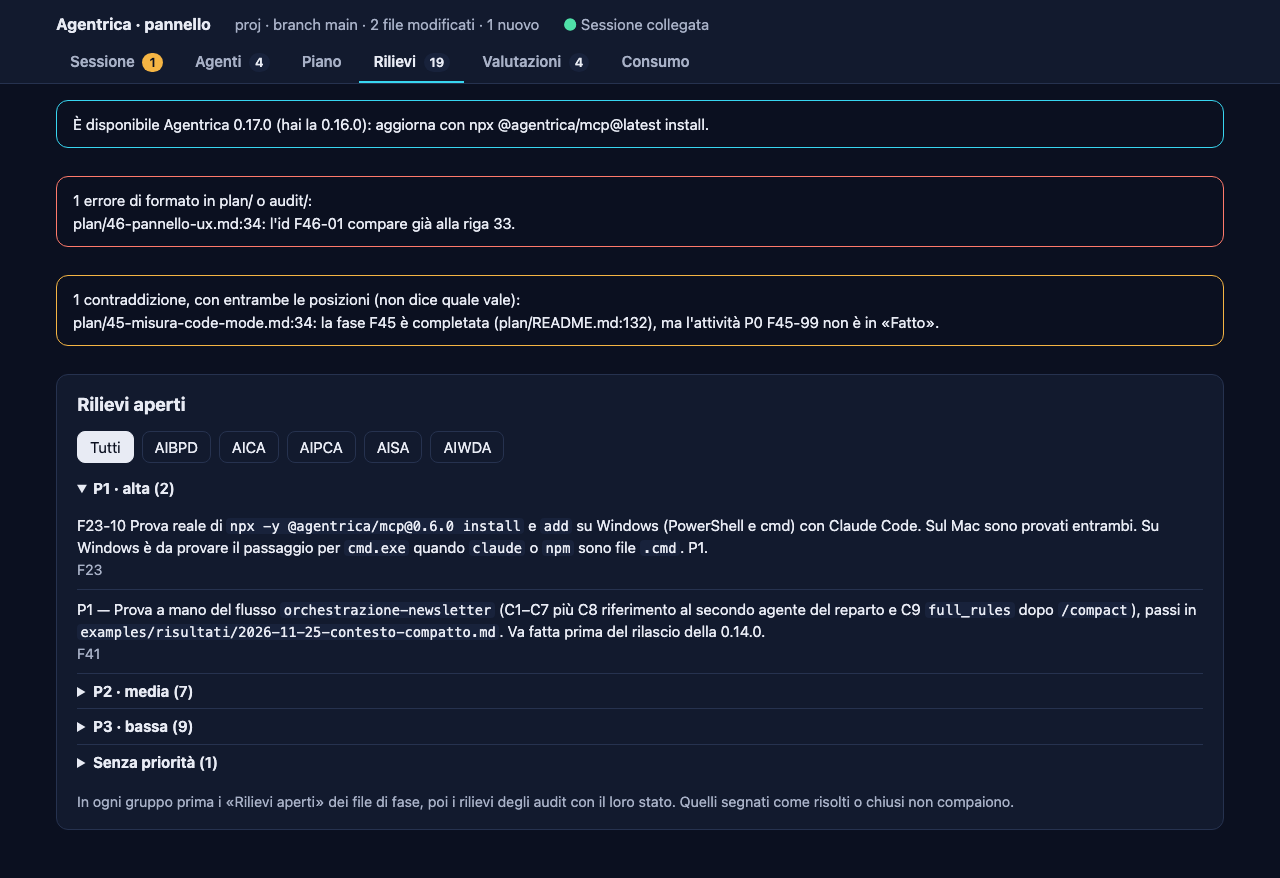 Agentrica · pannello proj · branch main · 2 file modificati · 1 nuovo Sessione collegata
Sessione 1 Agenti 4 Piano Rilievi 19 Valutazioni 4 Consumo
È disponibile Agentrica 0.17.0 (hai la 0.16.0): aggiorna con npx @agentrica/mcp@latest install.
1 errore di formato in plan/ o audit/:
plan/46-pannello-ux.md:34: l'id F46-01 compare già alla riga 33.
1 contraddizione, con entrambe le posizioni (non dice quale vale):
plan/45-misura-code-mode.md:34: la fase F45 è completata (plan/README.md:132), ma l'attività P0 F45-99 non è in «Fatto».
Rilievi aperti
Tutti AIBPD AICA AIPCA AISA AIWDA
▼ P1 · alta (2)
F23-10 Prova reale di npx -y @agentrica/mcp@0.6.0 install e add su Windows (PowerShell e cmd) con Claude Code. Sul Mac sono provati entrambi. Su
Windows è da provare il passaggio per cmd.exe quando claude o npm sono file .cmd. P1.
F23
P1 — Prova a mano del flusso orchestrazione-newsletter (C1–C7 più C8 riferimento al secondo agente del reparto e C9 full_rules dopo /compact), passi in
examples/risultati/2026-11-25-contesto-compatto.md. Va fatta prima del rilascio della 0.14.0.
F41
▶ P2 · media (7)
▶ P3 · bassa (9)
▶ Senza priorità (1)
In ogni gruppo prima i «Rilievi aperti» dei file di fase, poi i rilievi degli audit con il loro stato. Quelli segnati come risolti o chiusi non compaiono.